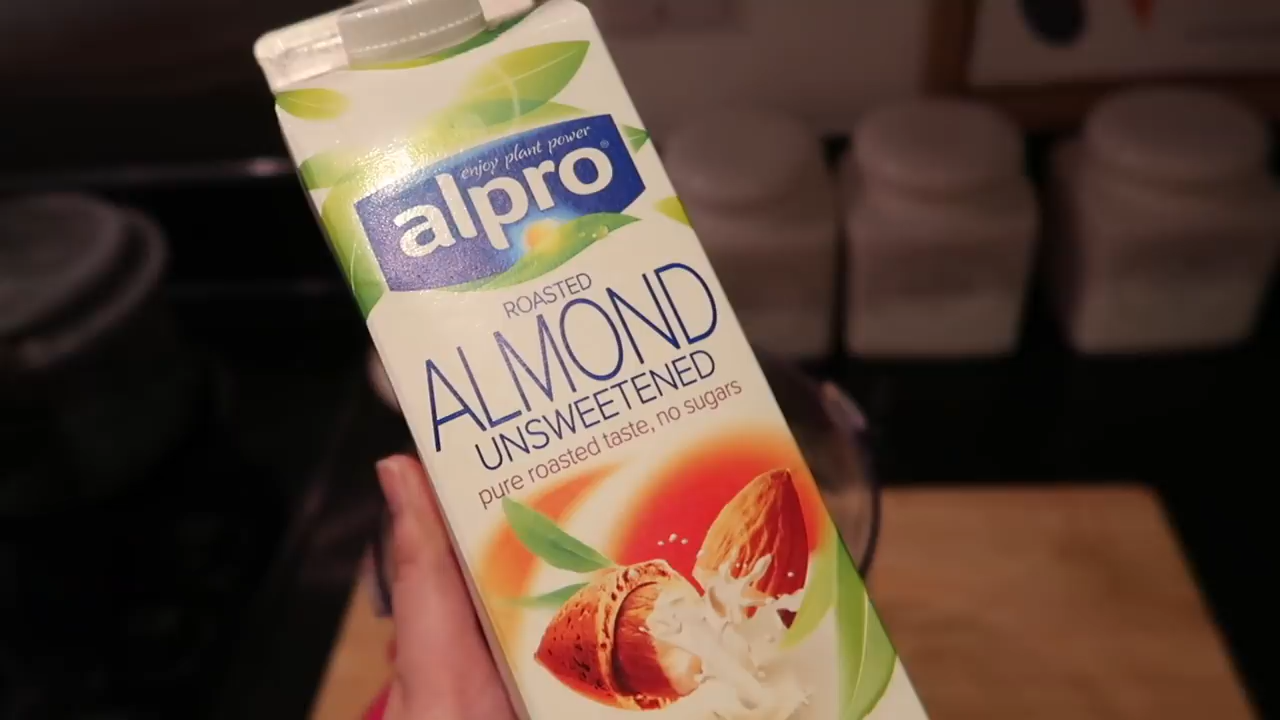 enjoy plant power
alpro®
ROASTED
ALMOND
UNSWEETENED
pure roasted taste, no sugars